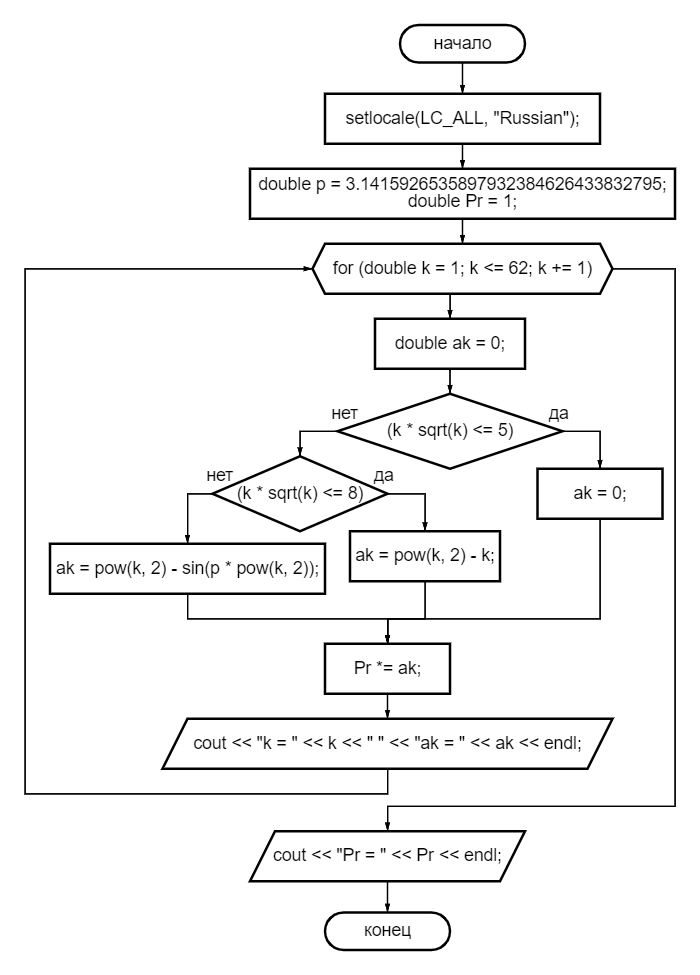 начало
setlocale(LC_ALL, "Russian");
double p = 3.14159265358979323846264338​32795;
double Pr = 1;
for (double k = 1; k <= 62; k += 1)
double ak = 0;
нет
(k * sqrt(k) <= 5)
да
нет
(k * sqrt(k) <= 8)
да
ak = 0;
ak = pow(k, 2) - sin(p * pow(k, 2));
ak = pow(k, 2) - k;
Pr *= ak;
cout << "k = " << k << " " << "ak = " << ak << endl;
cout << "Pr = " << Pr << endl;
конец